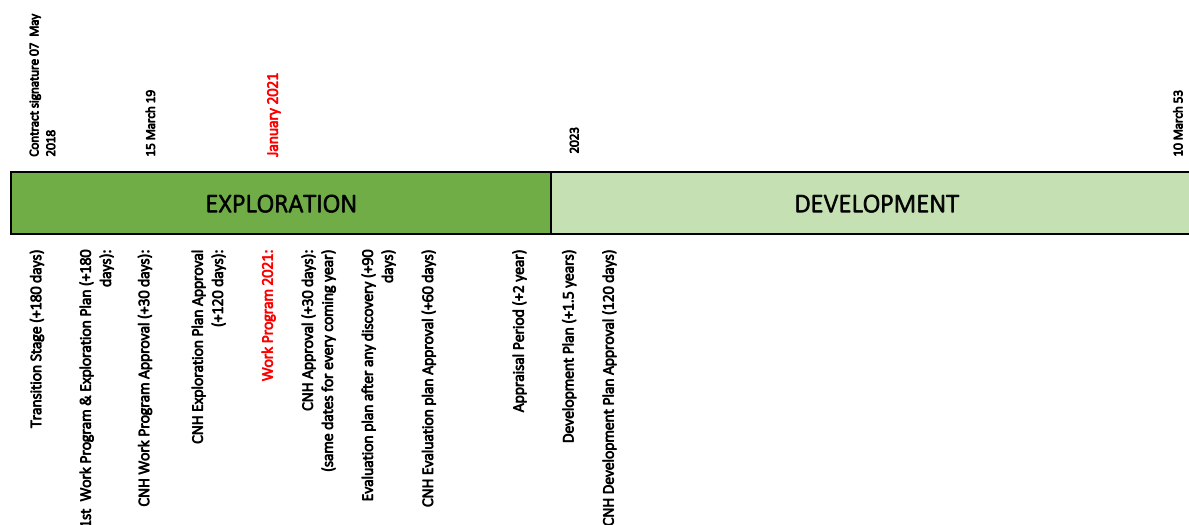 Contract signature 07 May
2018
15 March 19
January 2021
2023
10 March 53
EXPLORATION
DEVELOPMENT
Transition Stage (+180 days)
1st Work Program & Exploration Plan (+180
days):
CNH Work Program Approval (+30 days):
CNH Exploration Plan Approval
(+120 days):
Work Program 2021:
CNH Approval (+30 days):
(same dates for every coming year)
Evaluation plan after any discovery (+90
days)
CNH Evaluation plan Approval (+60 days)
Appraisal Period (+2 year)
Development Plan (+1.5 years)
CNH Development Plan Approval (120 days)